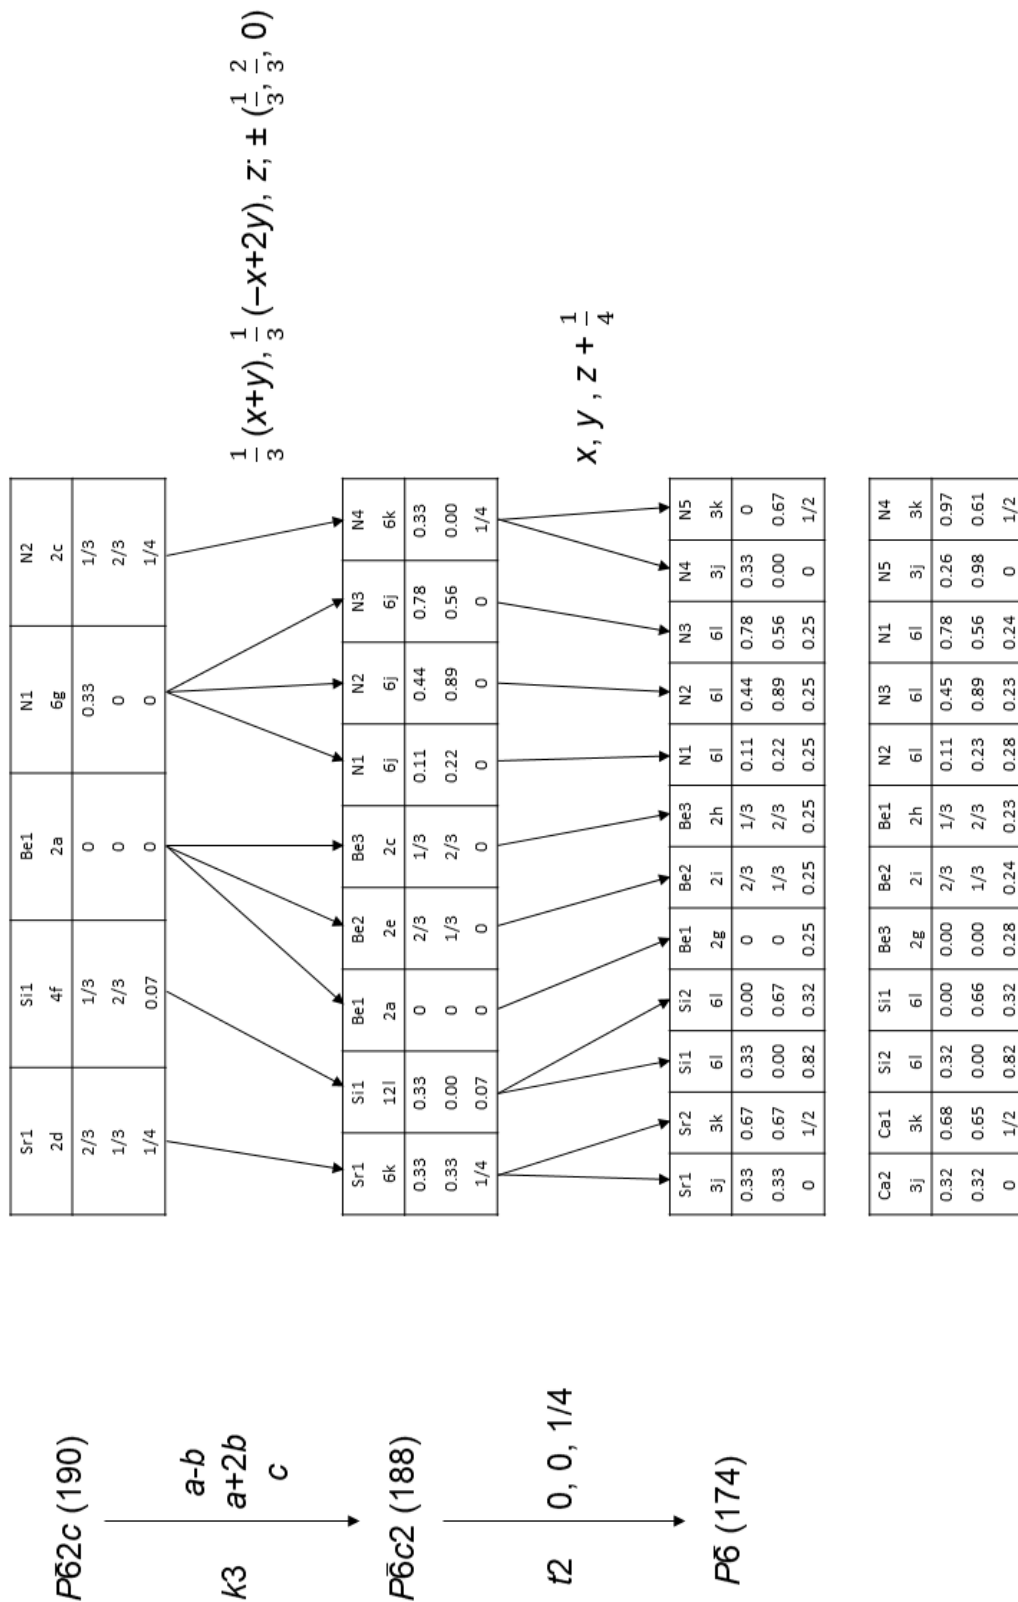 P6̄2c (190)
k3
a-b
a+2b
c
P6̄c2 (188)
t2
0, 0, 1/4
P6̄ (174)
Sr1 Si1 Be1 N1 N2
2d 4f 2a 6g 2c
2/3 1/3 0 0.33 1/3
1/3 2/3 0 0 2/3
1/4 0.07 0 0 1/4
1/3 (x+y), 1/3 (−x+2y), z; ± (1/3, 2/3, 0)
Sr1 Si1 Be1 Be2 Be3 N1 N2 N3 N4
6k 12l 2a 2e 2c 6j 6j 6j 6k
0.33 0.33 0 2/3 1/3 0.11 0.44 0.78 0.33
0.33 0.00 0 1/3 2/3 0.22 0.89 0.56 0.00
1/4 0.07 0 0 0 0 0 0 1/4
x, y , z + 1/4
Sr1 Sr2 Si1 Si2 Be1 Be2 Be3 N1 N2 N3 N4 N5
3j 3k 6l 6l 2g 2i 2h 6l 6l 6l 3j 3k
0.33 0.67 0.33 0.00 0 2/3 1/3 0.11 0.44 0.78 0.33 0
0.33 0.67 0.00 0.67 0 1/3 2/3 0.22 0.89 0.56 0.00 0.67
0 1/2 0.82 0.32 0.25 0.25 0.25 0.25 0.25 0.25 0 1/2
Ca2 Ca1 Si2 Si1 Be3 Be2 Be1 N2 N3 N1 N5 N4
3j 3k 6l 6l 2g 2i 2h 6l 6l 6l 3j 3k
0.32 0.68 0.32 0.00 0.00 2/3 1/3 0.11 0.45 0.78 0.26 0.97
0.32 0.65 0.00 0.66 0.00 1/3 2/3 0.23 0.89 0.56 0.98 0.61
0 1/2 0.82 0.32 0.28 0.24 0.23 0.28 0.23 0.24 0 1/2